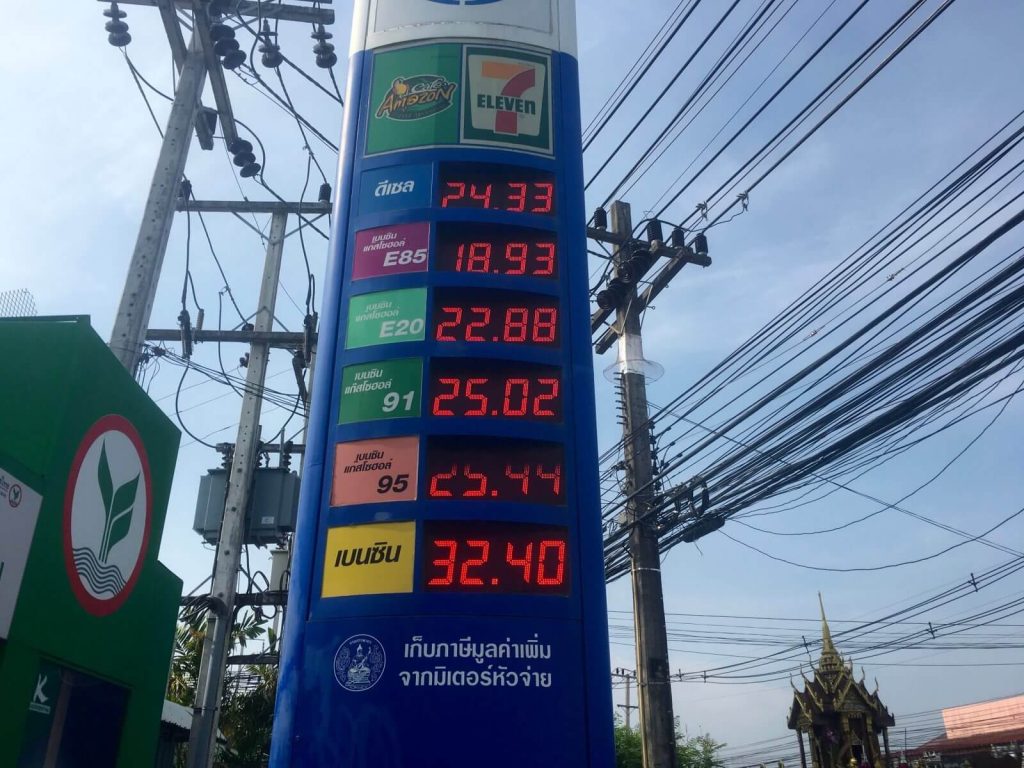 Café
Amazon
7
ELEVEN
ดีเซล
24.33
เบนซิน
แก๊สโซฮอล์
E85
18.93
เบนซิน
แก๊สโซฮอล์
E20
22.88
เบนซิน
แก๊สโซฮอล์
91
25.02
เบนซิน
แก๊สโซฮอล์
95
25.44
เบนซิน
32.40
เก็บภาษีมูลค่าเพิ่ม
จากมิเตอร์หัวจ่าย
K